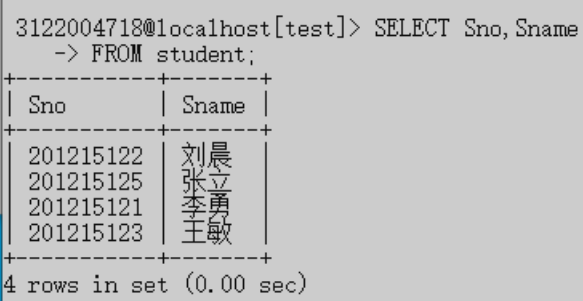 3122004718@localhost[test]> SELECT Sno,Sname
    -> FROM student;
+-----------+-------+
| Sno       | Sname |
+-----------+-------+
| 201215122 | 刘晨  |
| 201215125 | 张立  |
| 201215121 | 李勇  |
| 201215123 | 王敏  |
+-----------+-------+
4 rows in set (0.00 sec)